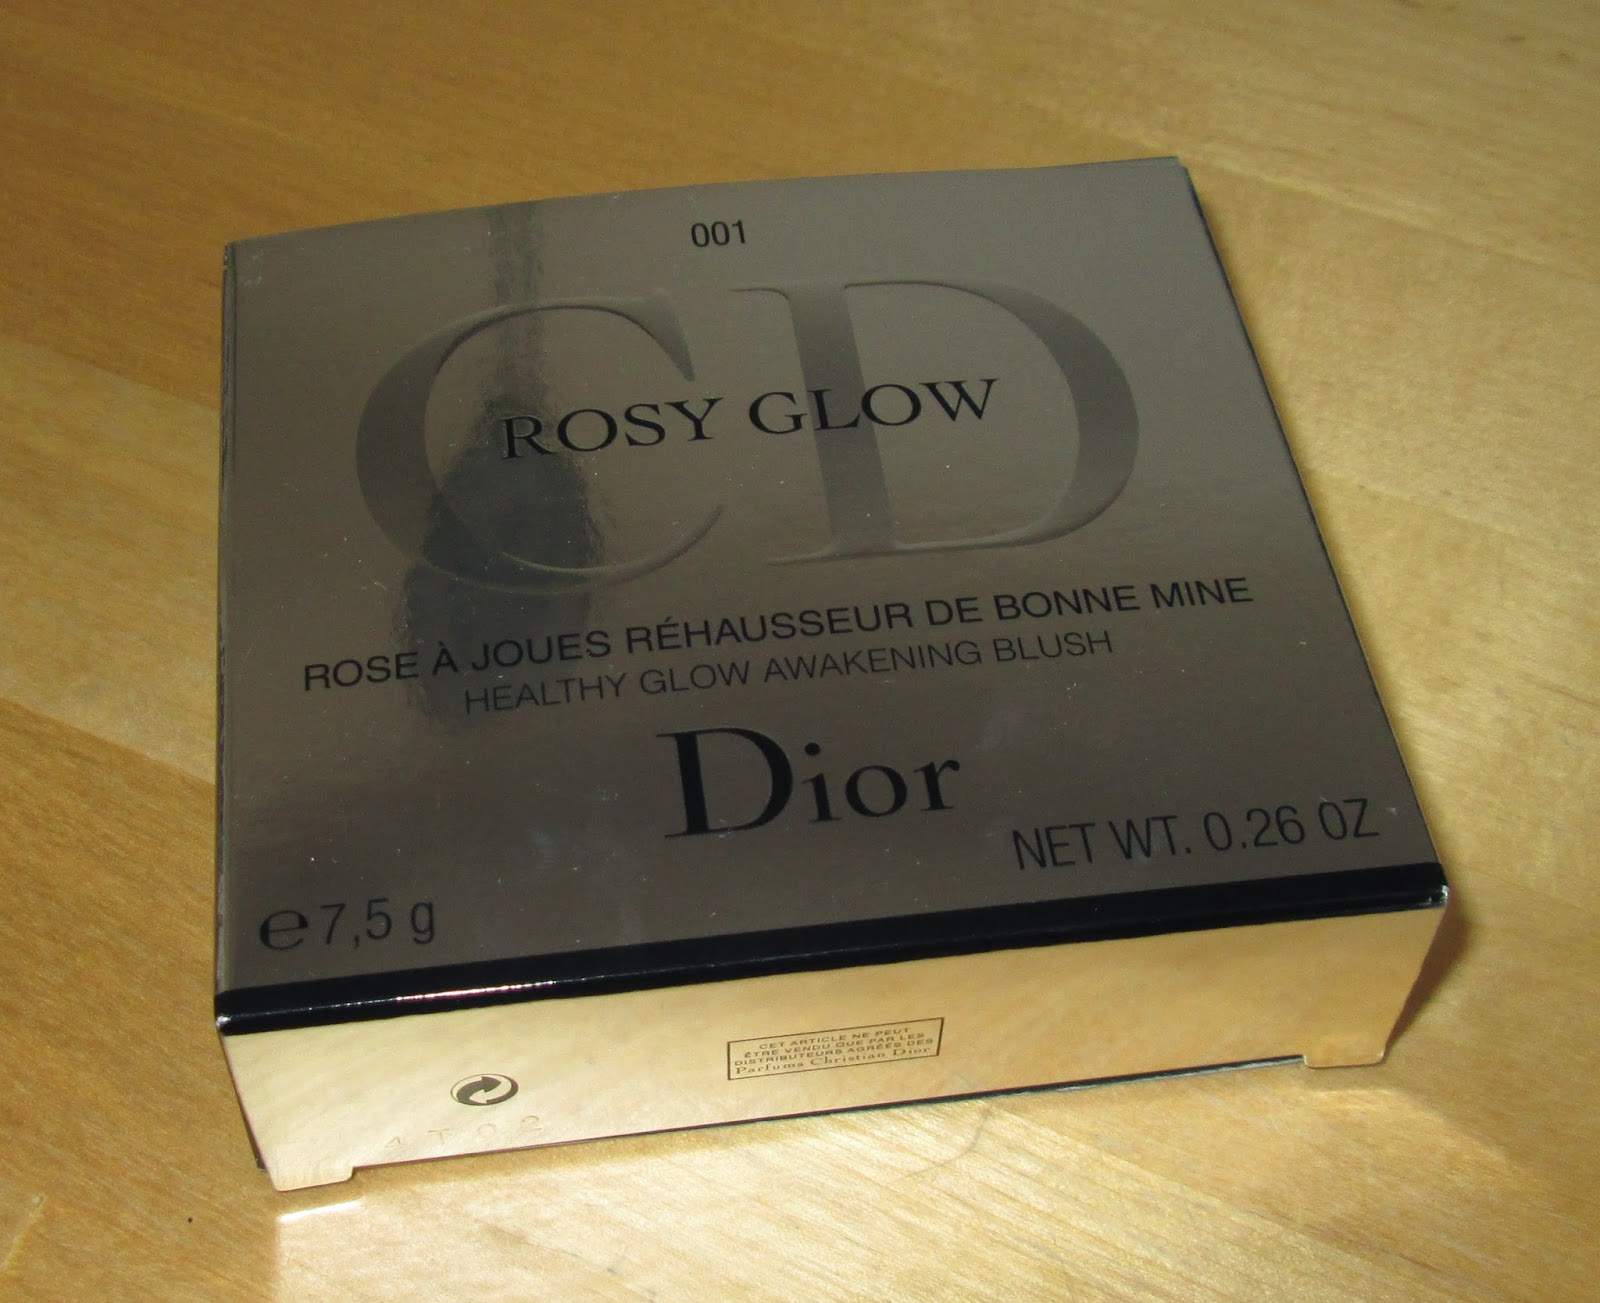 001
CD
ROSY GLOW
ROSE À JOUES RÉHAUSSEUR DE BONNE MINE
HEALTHY GLOW AWAKENING BLUSH
Dior
NET WT. 0.26 OZ
e 7,5 g
CET ARTICLE NE PEUT
ÊTRE VENDU QUE PAR LES
DISTRIBUTEURS AGRÉÉS DES
Parfums Christian Dior